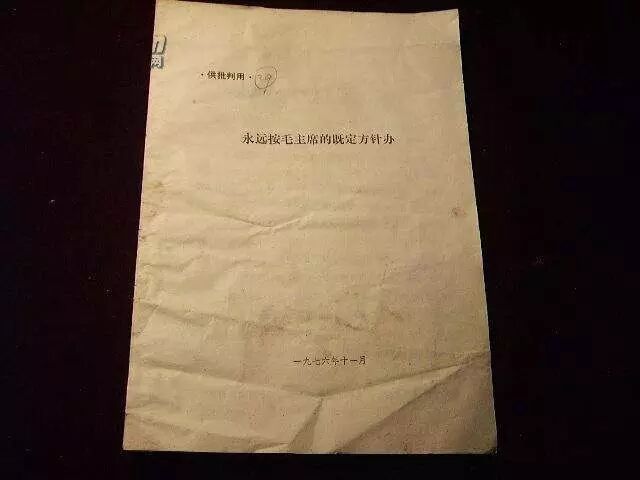 ·供批判用·
永远按毛主席的既定方针办
一九七六年十一月